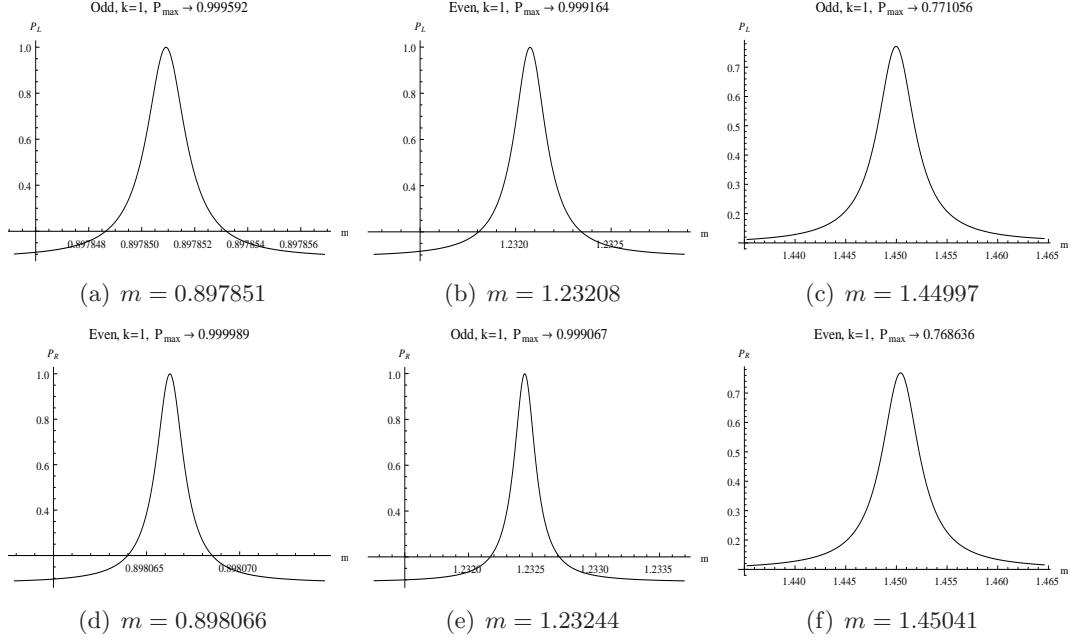 Odd, k=1, P_max → 0.999592
P_L
1.0
0.8
0.6
0.4
0.897848 0.897850 0.897852 0.897854 0.897856 m
(a) m = 0.897851
Even, k=1, P_max → 0.999164
P_L
1.0
0.8
0.6
0.4
1.2320 1.2325 m
(b) m = 1.23208
Odd, k=1, P_max → 0.771056
P_L
0.7
0.6
0.5
0.4
0.3
0.2
1.440 1.445 1.450 1.455 1.460 1.465 m
(c) m = 1.44997
Even, k=1, P_max → 0.999989
P_R
1.0
0.8
0.6
0.4
0.898065 0.898070 m
(d) m = 0.898066
Odd, k=1, P_max → 0.999067
P_R
1.0
0.8
0.6
0.4
1.2320 1.2325 1.2330 1.2335 m
(e) m = 1.23244
Even, k=1, P_max → 0.768636
P_R
0.7
0.6
0.5
0.4
0.3
0.2
1.440 1.445 1.450 1.455 1.460 1.465 m
(f) m = 1.45041